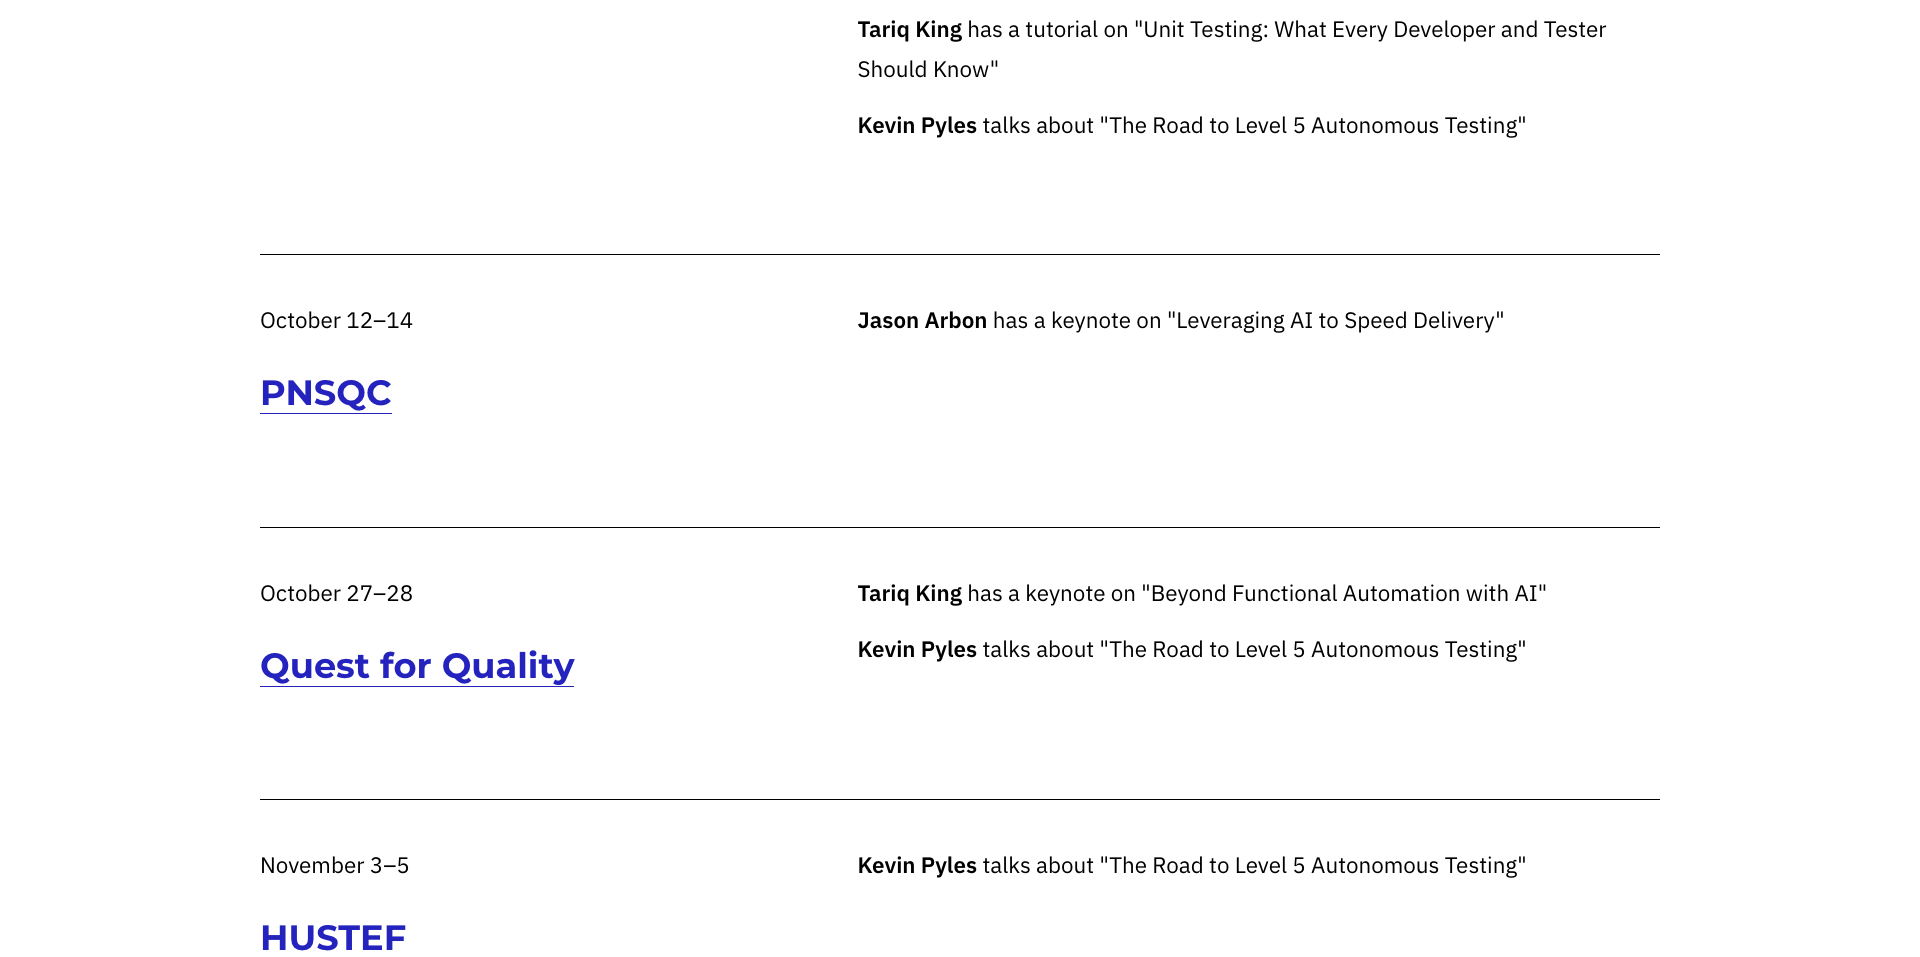 Tariq King has a tutorial on "Unit Testing: What Every Developer and Tester
Should Know"
Kevin Pyles talks about "The Road to Level 5 Autonomous Testing"
October 12–14
PNSQC
Jason Arbon has a keynote on "Leveraging AI to Speed Delivery"
October 27–28
Quest for Quality
Tariq King has a keynote on "Beyond Functional Automation with AI"
Kevin Pyles talks about "The Road to Level 5 Autonomous Testing"
November 3–5
HUSTEF
Kevin Pyles talks about "The Road to Level 5 Autonomous Testing"